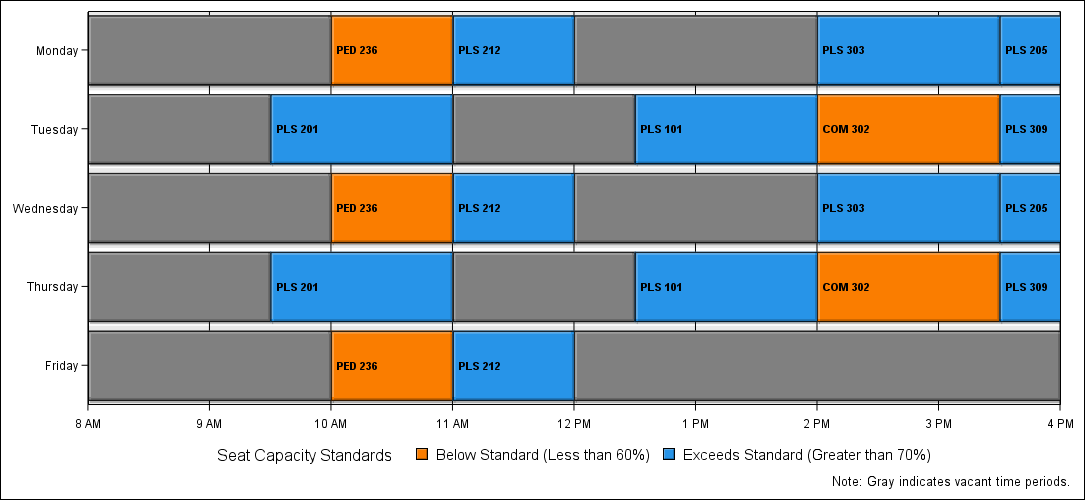 Monday PED 236 PLS 212 PLS 303 PLS 205
Tuesday PLS 201 PLS 101 COM 302 PLS 309
Wednesday PED 236 PLS 212 PLS 303 PLS 205
Thursday PLS 201 PLS 101 COM 302 PLS 309
Friday PED 236 PLS 212
8 AM 9 AM 10 AM 11 AM 12 PM 1 PM 2 PM 3 PM 4 PM
Seat Capacity Standards Below Standard (Less than 60%) Exceeds Standard (Greater than 70%)
Note: Gray indicates vacant time periods.